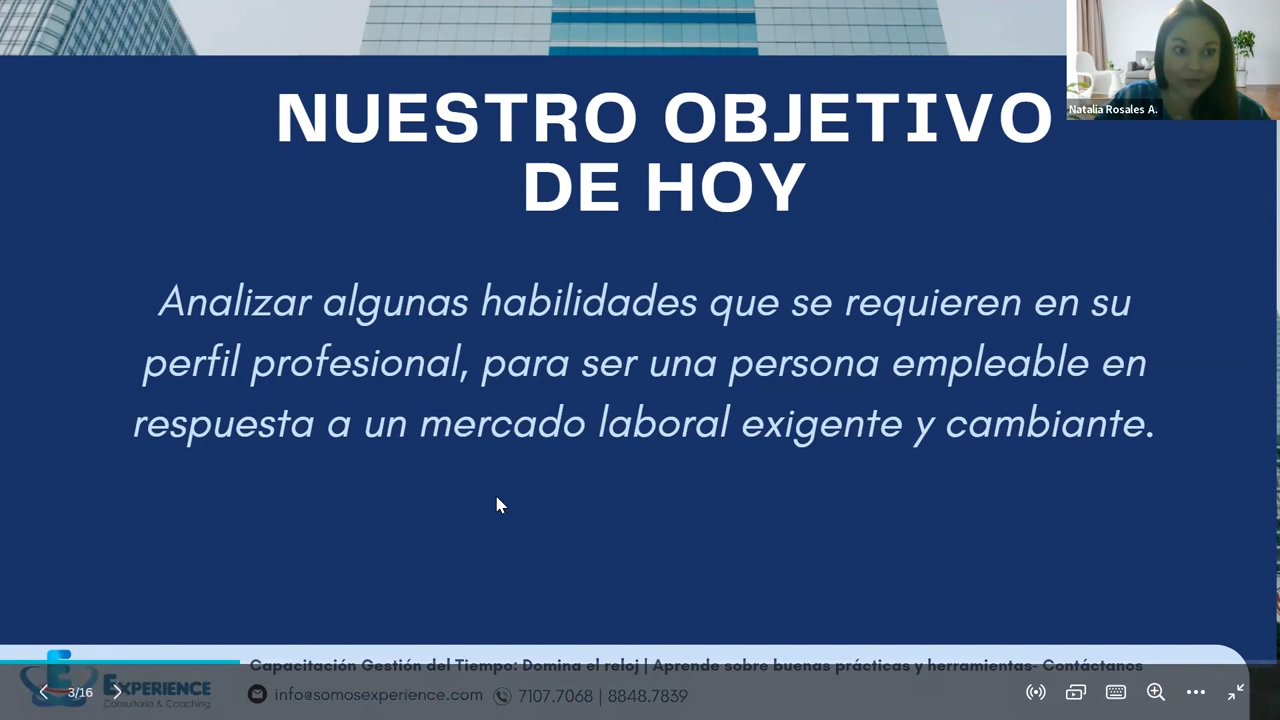 NUESTRO OBJETIVO
DE HOY
Natalia Rosales A.
Analizar algunas habilidades que se requieren en su
perfil profesional, para ser una persona empleable en
respuesta a un mercado laboral exigente y cambiante.
Capacitación Gestión del Tiempo: Domina el reloj | Aprende sobre buenas prácticas y herramientas- Contáctanos
EXPERIENCE
Consultoría & Coaching
3/16
info@somosexperience.com 7107.7068 | 8848.7839